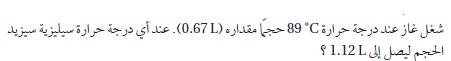 شغل غاز عند درجة حرارة 89 °C حجمًا مقداره (0.67 L). عند أي درجة حرارة سيليزية سيزيد
الحجم ليصل إلى 1.12 L ؟